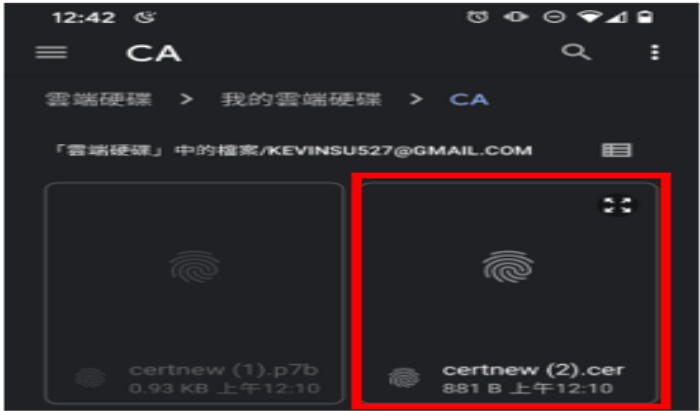 12:42
CA
雲端硬碟 > 我的雲端硬碟 > CA
「雲端硬碟」中的檔案/KEVINSU527@GMAIL.COM
certnew (1).p7b
0.93 KB 上午12:10
certnew (2).cer
881 B 上午12:10